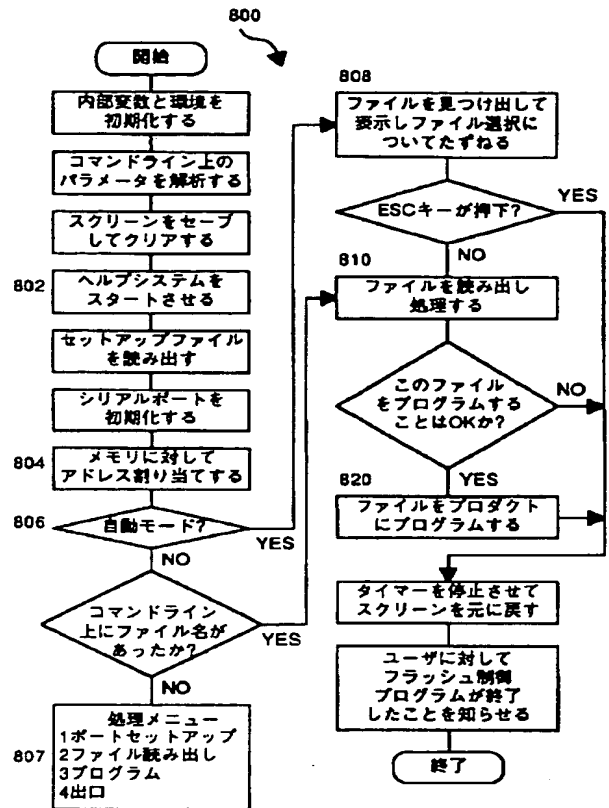 800
開始
内部変数と環境を
初期化する
コマンドライン上の
パラメータを解析する
スクリーンをセーブ
してクリアする
802
ヘルプシステムを
スタートさせる
セットアップファイル
を読み出す
シリアルポートを
初期化する
804
メモリに対して
アドレス割り当てする
806
自動モード?
YES
NO
コマンドライン
上にファイル名が
あったか?
YES
NO
807
処理メニュー
1ポートセットアップ
2ファイル読み出し
3プログラム
4出口
808
ファイルを見つけ出して
表示しファイル選択に
ついてたずねる
ESCキーが押下?
YES
NO
810
ファイルを読み出し
処理する
このファイル
をプログラムする
ことはOKか?
NO
YES
820
ファイルをプロダクト
にプログラムする
タイマーを停止させて
スクリーンを元に戻す
ユーザに対して
フラッシュ制御
プログラムが終了
したことを知らせる
終了